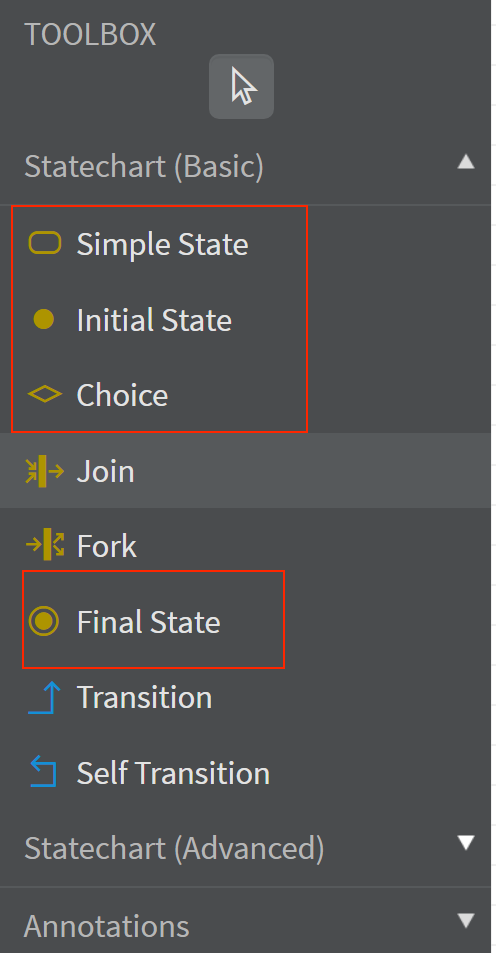 TOOLBOX
Statechart (Basic)
Simple State
Initial State
Choice
Join
Fork
Final State
Transition
Self Transition
Statechart (Advanced)
Annotations